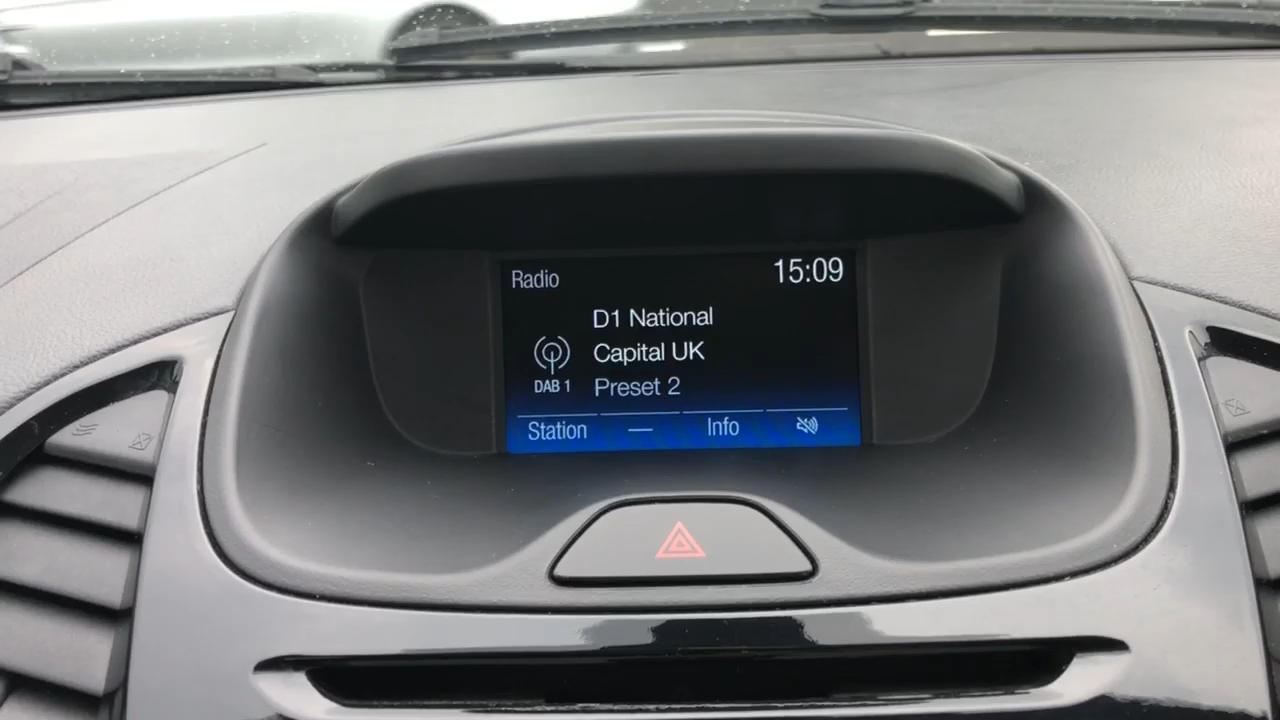 Radio
15:09
D1 National
Capital UK
DAB 1
Preset 2
Station
Info